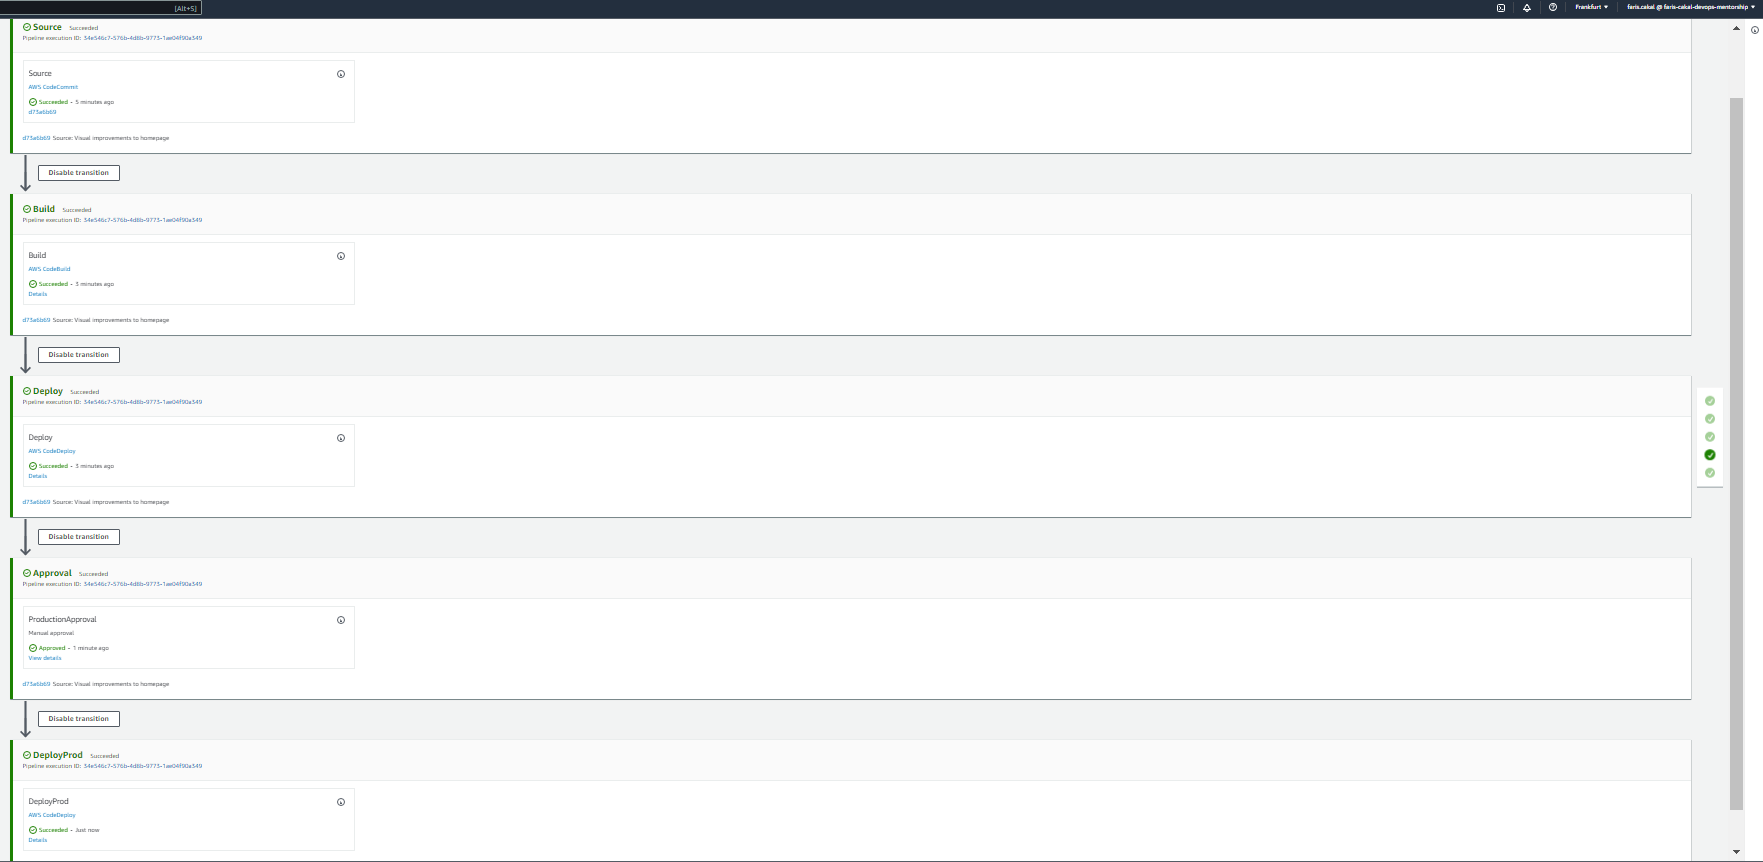 [Alt+S]
Frankfurt
faris.cakal @ faris-cakal-devops-mentorship
Source Succeeded
Pipeline execution ID: 34e546c7-576b-4d8b-9773-1ae04f90a349
Source
AWS CodeCommit
Succeeded - 5 minutes ago
d73a6b69
d73a6b69 Source: Visual improvements to homepage
Disable transition
Build Succeeded
Pipeline execution ID: 34e546c7-576b-4d8b-9773-1ae04f90a349
Build
AWS CodeBuild
Succeeded - 3 minutes ago
Details
d73a6b69 Source: Visual improvements to homepage
Disable transition
Deploy Succeeded
Pipeline execution ID: 34e546c7-576b-4d8b-9773-1ae04f90a349
Deploy
AWS CodeDeploy
Succeeded - 3 minutes ago
Details
d73a6b69 Source: Visual improvements to homepage
Disable transition
Approval Succeeded
Pipeline execution ID: 34e546c7-576b-4d8b-9773-1ae04f90a349
ProductionApproval
Manual approval
Approved - 1 minute ago
View details
d73a6b69 Source: Visual improvements to homepage
Disable transition
DeployProd Succeeded
Pipeline execution ID: 34e546c7-576b-4d8b-9773-1ae04f90a349
DeployProd
AWS CodeDeploy
Succeeded - Just now
Details